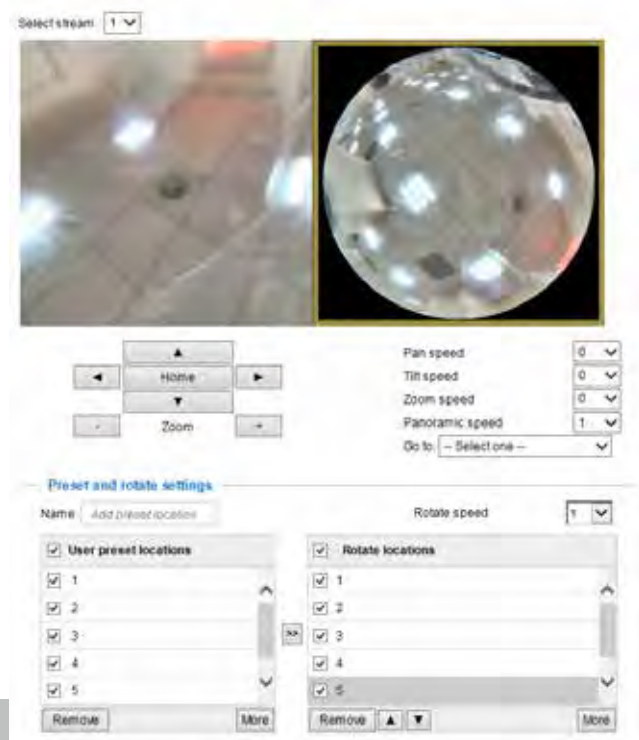 Select stream 1
▲
◄ Home ►
▼
- Zoom +
Pan speed 0
Tilt speed 0
Zoom speed 0
Panoramic speed 1
Go to: -- Select one --
Preset and rotate settings
Name Add preset location
Rotate speed 1
User preset locations
1
2
3
4
5
Remove More
>>
Rotate locations
1
2
3
4
5
Remove ▲ ▼ More